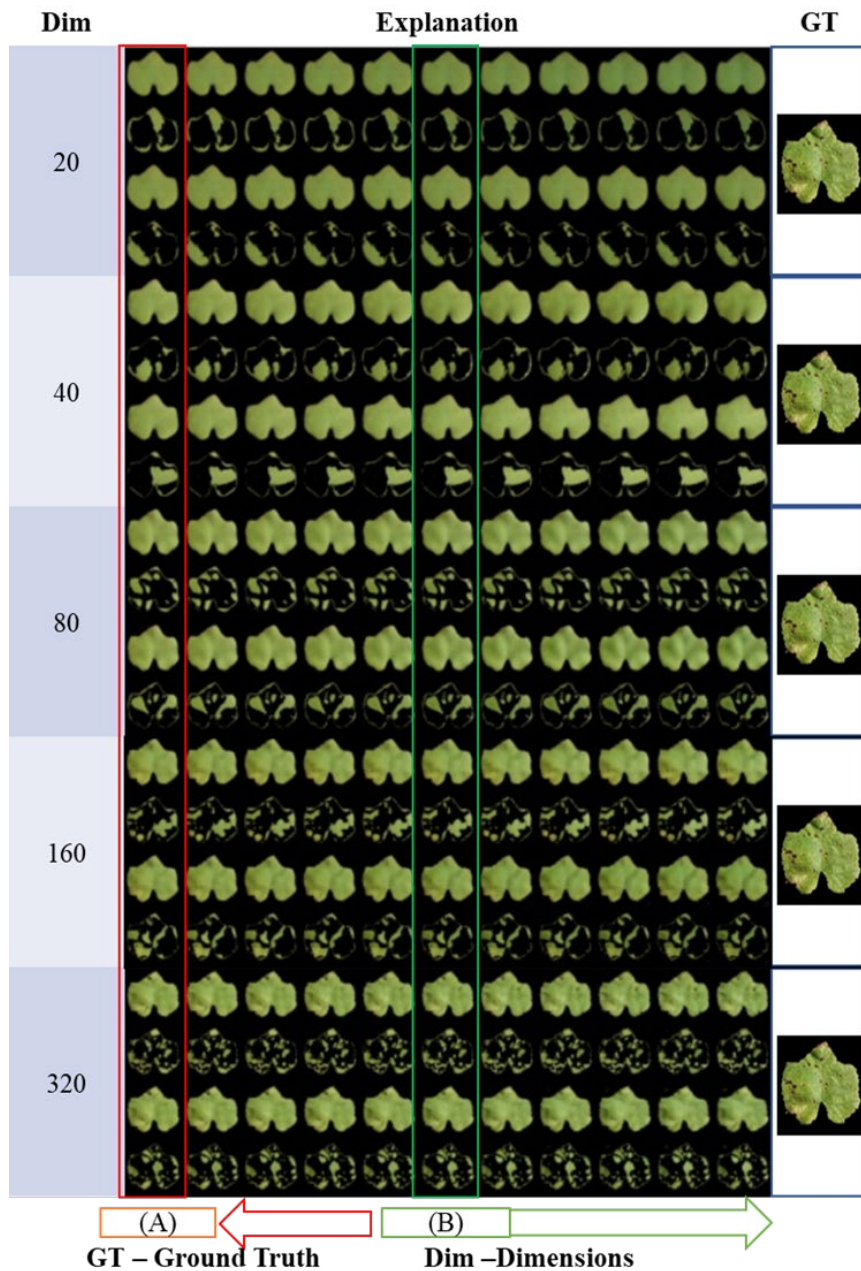 Dim Explanation GT
20
40
80
160
320
(A) (B)
GT – Ground Truth Dim –Dimensions